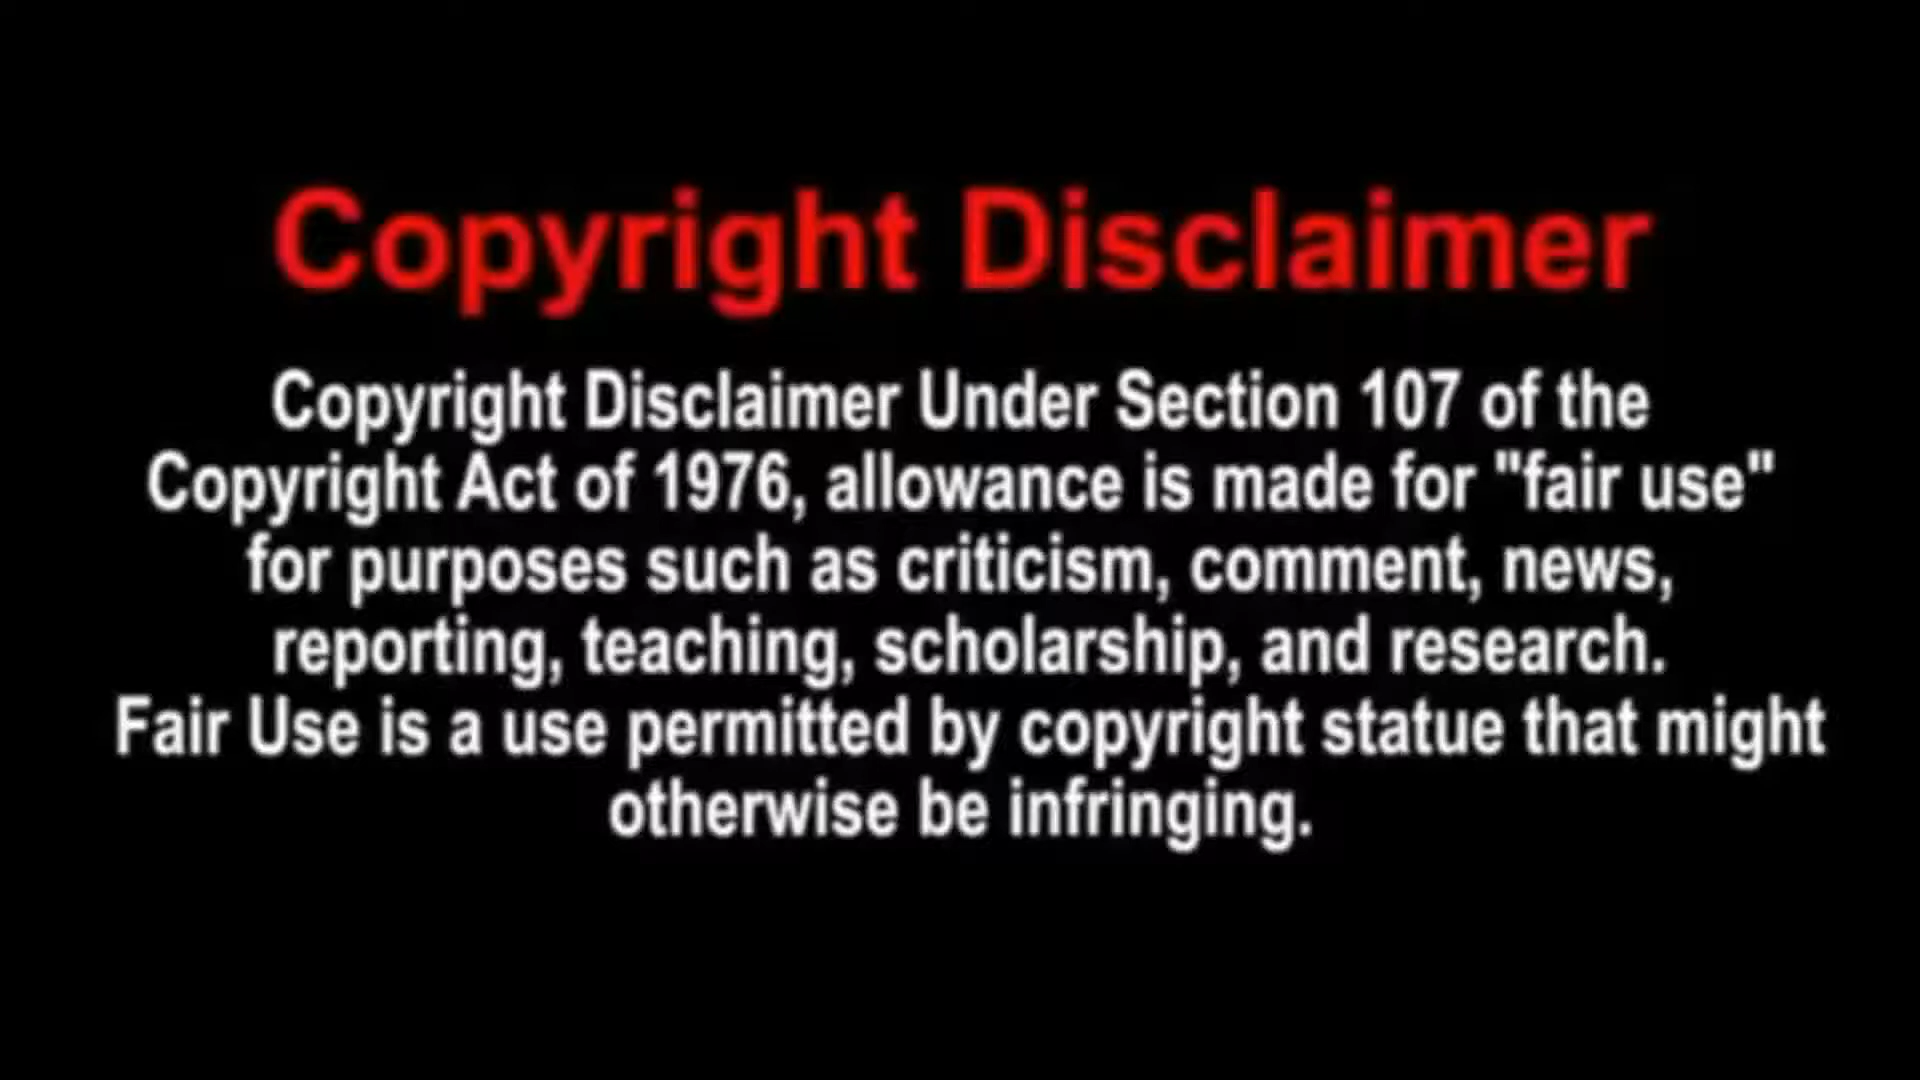 Copyright Disclaimer
Copyright Disclaimer Under Section 107 of the
Copyright Act of 1976, allowance is made for "fair use"
for purposes such as criticism, comment, news,
reporting, teaching, scholarship, and research.
Fair Use is a use permitted by copyright statue that might
otherwise be infringing.